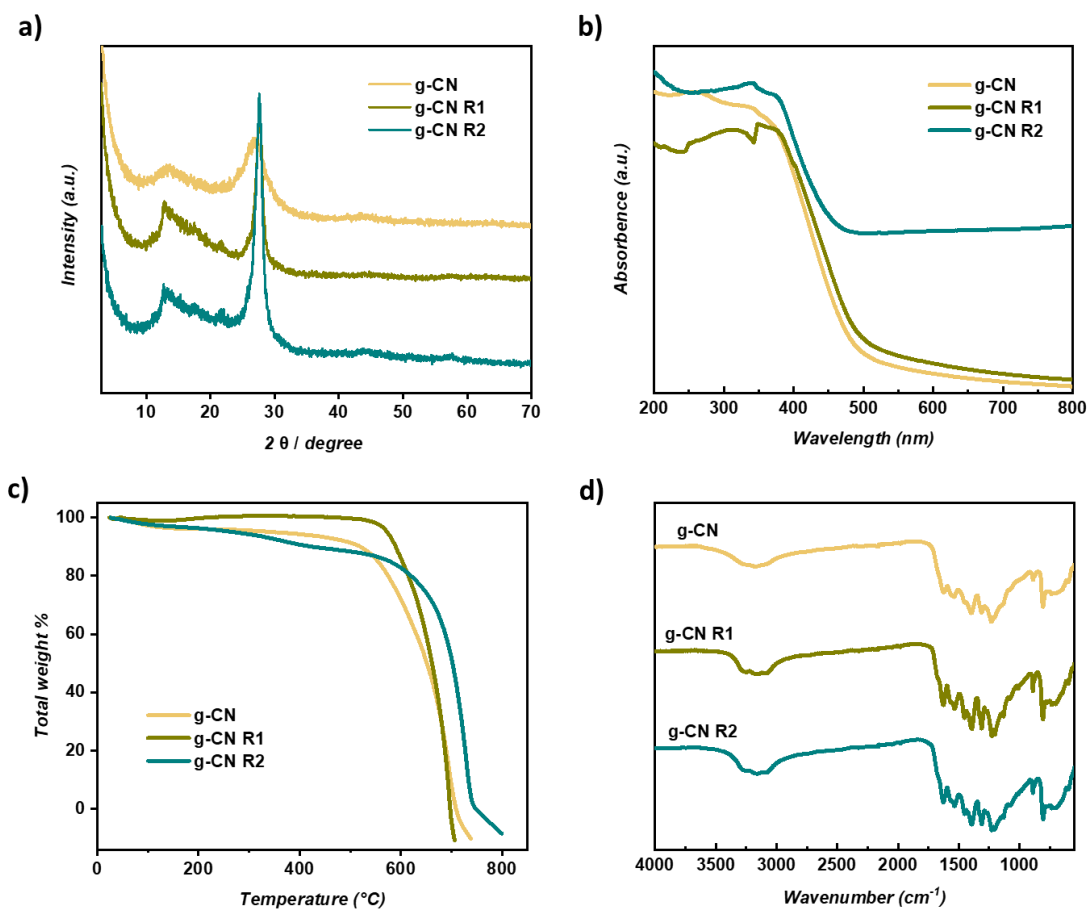 a)
Intensity (a.u.)
g-CN
g-CN R1
g-CN R2
10 20 30 40 50 60 70
2 θ / degree
b)
Absorbence (a.u.)
g-CN
g-CN R1
g-CN R2
200 300 400 500 600 700 800
Wavelength (nm)
c)
Total weight %
100
80
60
40
20
0
g-CN
g-CN R1
g-CN R2
0 200 400 600 800
Temperature (°C)
d)
g-CN
g-CN R1
g-CN R2
4000 3500 3000 2500 2000 1500 1000
Wavenumber (cm⁻¹)